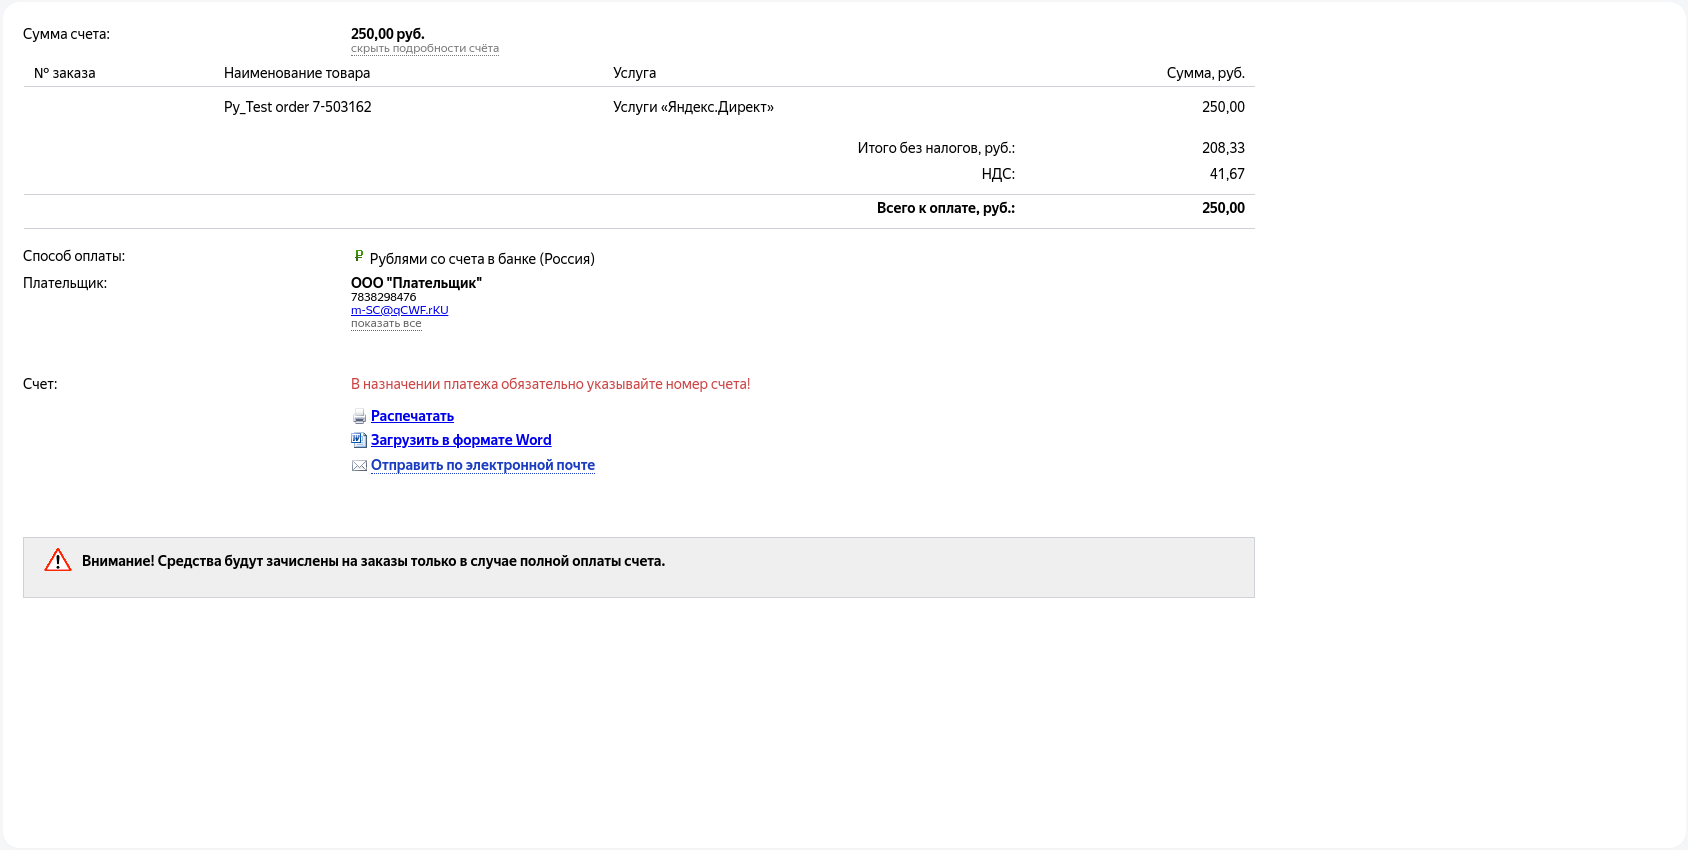 Сумма счета: 250,00 руб.
скрыть подробности счёта
№ заказа Наименование товара Услуга Сумма, руб.
Py_Test order 7-503162 Услуги «Яндекс.Директ» 250,00
Итого без налогов, руб.: 208,33
НДС: 41,67
Всего к оплате, руб.: 250,00
Способ оплаты: ₽ Рублями со счета в банке (Россия)
Плательщик: ООО "Плательщик"
7838298476
m-SC@qCWF.rKU
показать все
Счет: В назначении платежа обязательно указывайте номер счета!
Распечатать
Загрузить в формате Word
Отправить по электронной почте
Внимание! Средства будут зачислены на заказы только в случае полной оплаты счета.